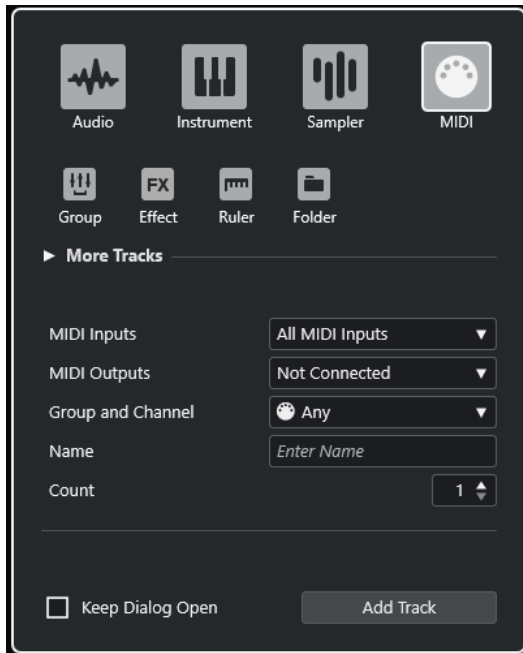 Audio Instrument Sampler MIDI
FX
Group Effect Ruler Folder
More Tracks
MIDI Inputs All MIDI Inputs
MIDI Outputs Not Connected
Group and Channel Any
Name Enter Name
Count 1
Keep Dialog Open Add Track